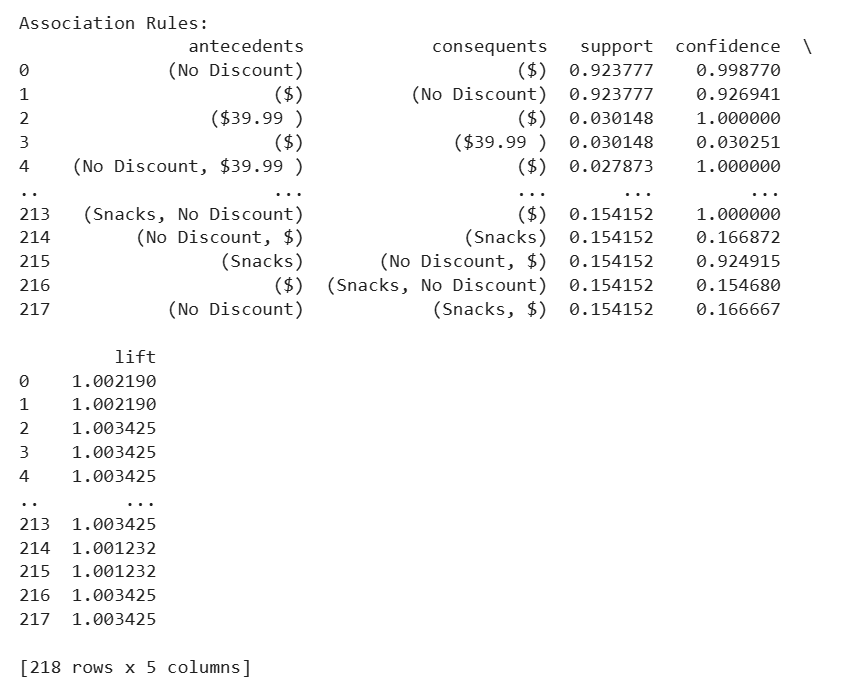 Association Rules:
antecedents consequents support confidence \
0 (No Discount) ($) 0.923777 0.998770
1 ($) (No Discount) 0.923777 0.926941
2 ($39.99 ) ($) 0.030148 1.000000
3 ($) ($39.99 ) 0.030148 0.030251
4 (No Discount, $39.99 ) ($) 0.027873 1.000000
.. ... ... ... ...
213 (Snacks, No Discount) ($) 0.154152 1.000000
214 (No Discount, $) (Snacks) 0.154152 0.166872
215 (Snacks) (No Discount, $) 0.154152 0.924915
216 ($) (Snacks, No Discount) 0.154152 0.154680
217 (No Discount) (Snacks, $) 0.154152 0.166667
lift
0 1.002190
1 1.002190
2 1.003425
3 1.003425
4 1.003425
.. ...
213 1.003425
214 1.001232
215 1.001232
216 1.003425
217 1.003425
[218 rows x 5 columns]